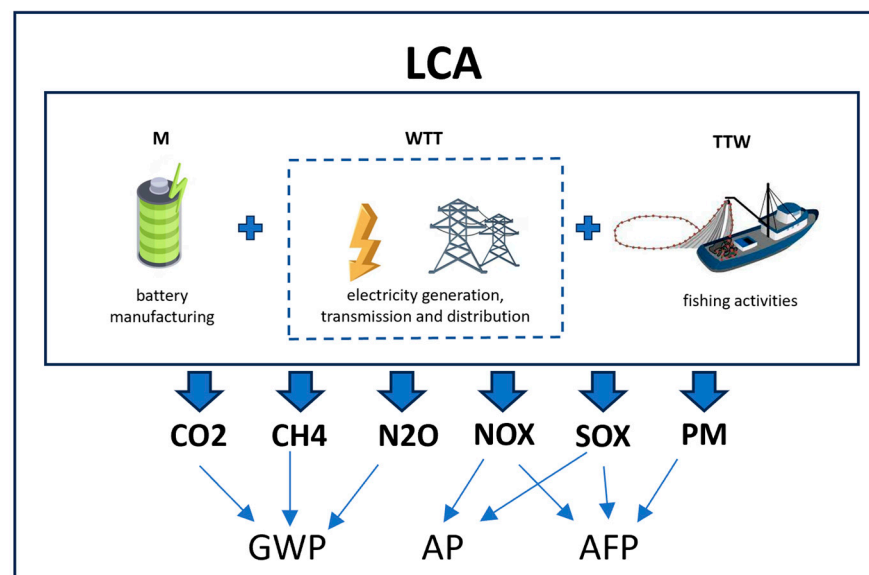 LCA
M
WTT
TTW
battery
manufacturing
electricity generation,
transmission and distribution
fishing activities
CO2 CH4 N2O NOX SOX PM
GWP AP AFP